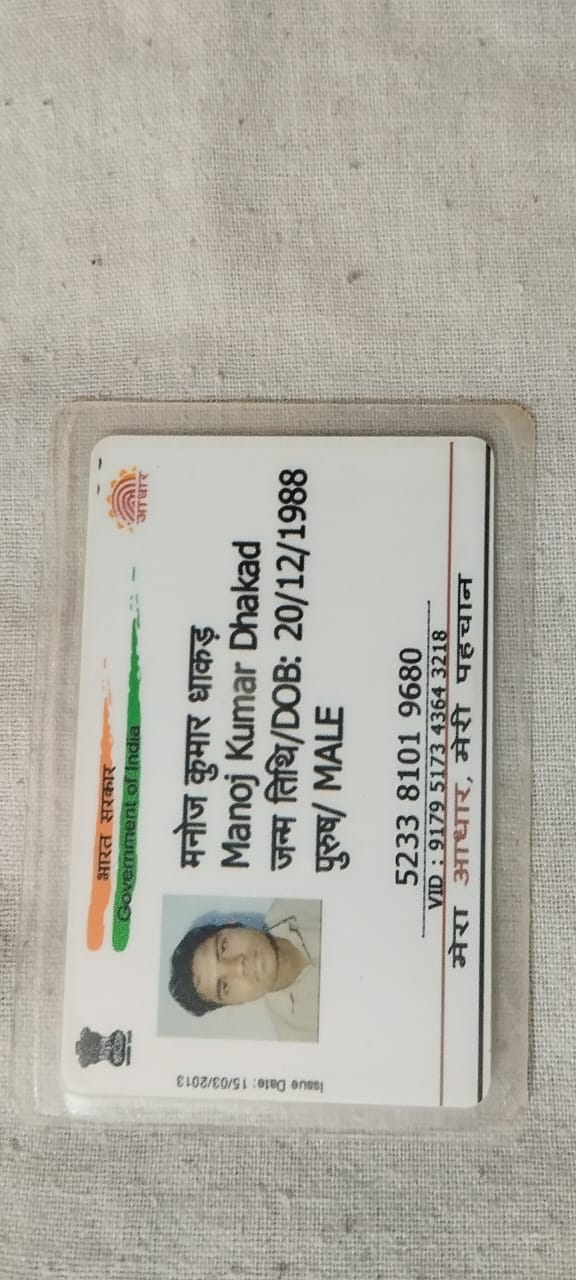 भारत सरकार
Government of India
आधार
मनोज कुमार धाकड़
Manoj Kumar Dhakad
जन्म तिथि/DOB: 20/12/1988
पुरुष/ MALE
Issue Date: 15/03/2013
5233 8101 9680
VID : 9179 5173 4364 3218
मेरा आधार, मेरी पहचान